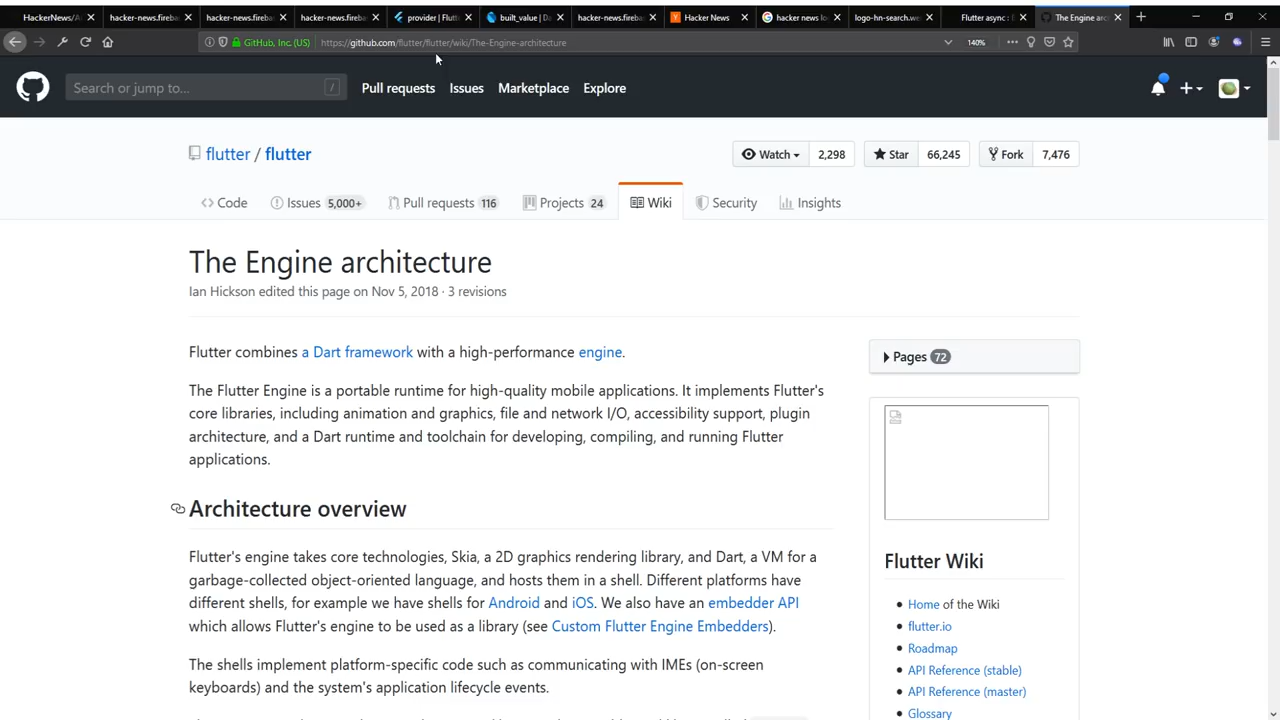 HackerNews/A
hacker-news.fireba
hacker-news.fireba
hacker-news.fireba
provider | Flut
built_value | Da
hacker-news.fireba
Hacker News
hacker news lo
logo-hn-search.we
Flutter async : E
The Engine arc
GitHub, Inc. (US)
https://github.com/flutter/flutter/wiki/The-Engine-architecture
140%
Search or jump to...
/
Pull requests
Issues
Marketplace
Explore
flutter / flutter
Watch
2,298
Star
66,245
Fork
7,476
Code
Issues 5,000+
Pull requests 116
Projects 24
Wiki
Security
Insights
The Engine architecture
Ian Hickson edited this page on Nov 5, 2018 · 3 revisions
Flutter combines a Dart framework with a high-performance engine.
The Flutter Engine is a portable runtime for high-quality mobile applications. It implements Flutter's
core libraries, including animation and graphics, file and network I/O, accessibility support, plugin
architecture, and a Dart runtime and toolchain for developing, compiling, and running Flutter
applications.
Architecture overview
Flutter's engine takes core technologies, Skia, a 2D graphics rendering library, and Dart, a VM for a
garbage-collected object-oriented language, and hosts them in a shell. Different platforms have
different shells, for example we have shells for Android and iOS. We also have an embedder API
which allows Flutter's engine to be used as a library (see Custom Flutter Engine Embedders).
The shells implement platform-specific code such as communicating with IMEs (on-screen
keyboards) and the system's application lifecycle events.
Pages 72
Flutter Wiki
Home of the Wiki
flutter.io
Roadmap
API Reference (stable)
API Reference (master)
Glossary